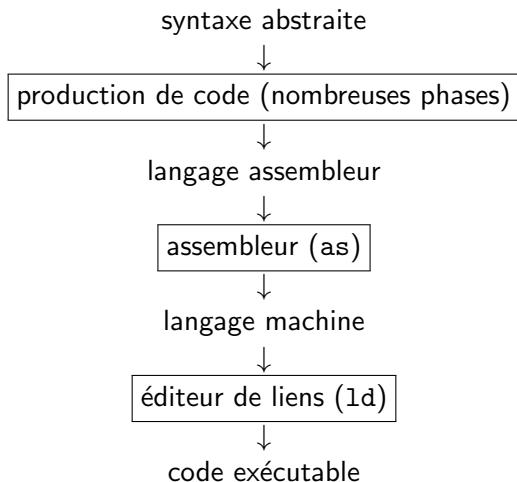 syntaxe abstraite
production de code (nombreuses phases)
langage assembleur
assembleur (as)
langage machine
éditeur de liens (ld)
code exécutable